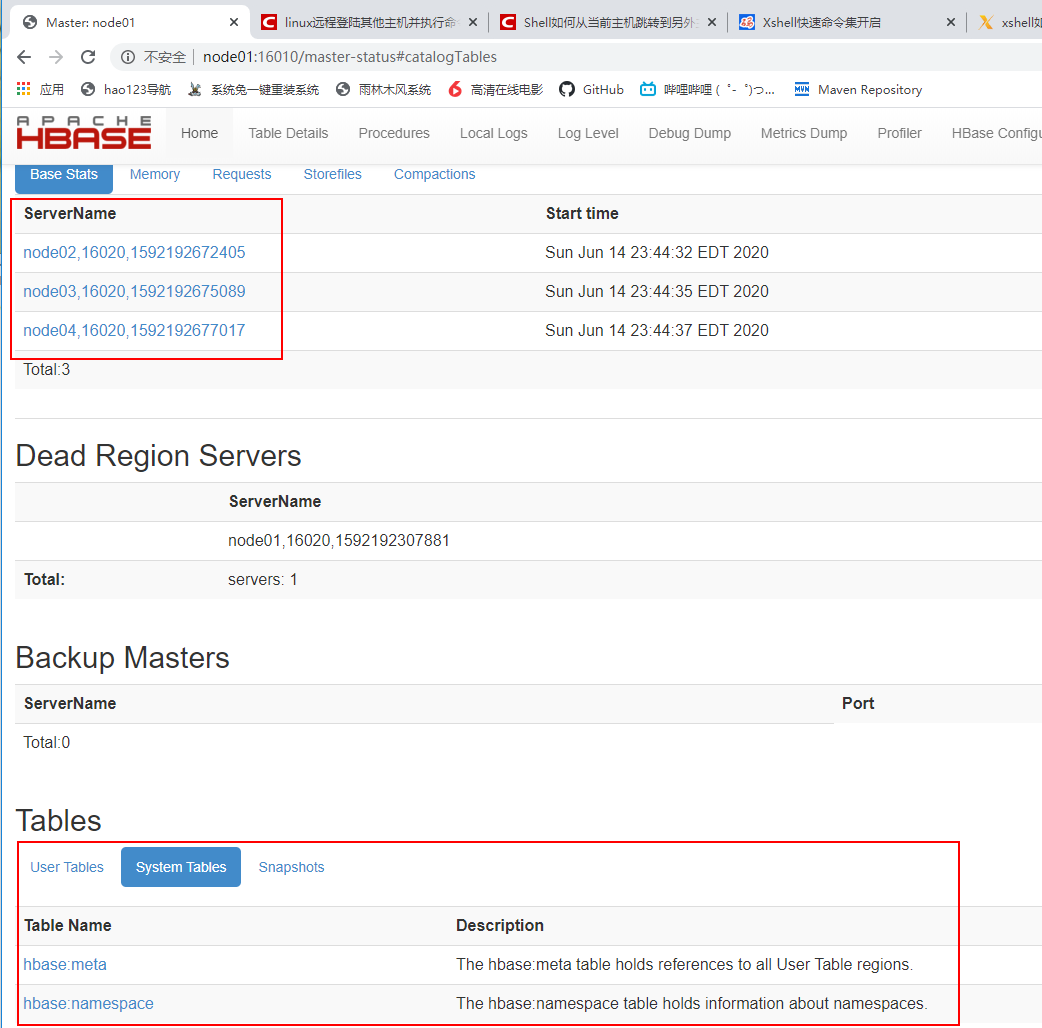 Master: node01
linux远程登陆其他主机并执行命
Shell如何从当前主机跳转到另外
Xshell快速命令集开启
xshell如
不安全 node01:16010/master-status#catalogTables
应用 hao123导航 系统兔一键重装系统 雨林木风系统 高清在线电影 GitHub 哔哩哔哩 ( ゜- ゜)つ... Maven Repository
APACHE
HBASE
Home Table Details Procedures Local Logs Log Level Debug Dump Metrics Dump Profiler HBase Configu
Base Stats Memory Requests Storefiles Compactions
ServerName Start time
node02,16020,1592192672405 Sun Jun 14 23:44:32 EDT 2020
node03,16020,1592192675089 Sun Jun 14 23:44:35 EDT 2020
node04,16020,1592192677017 Sun Jun 14 23:44:37 EDT 2020
Total:3
Dead Region Servers
ServerName
node01,16020,1592192307881
Total: servers: 1
Backup Masters
ServerName Port
Total:0
Tables
User Tables System Tables Snapshots
Table Name Description
hbase:meta The hbase:meta table holds references to all User Table regions.
hbase:namespace The hbase:namespace table holds information about namespaces.